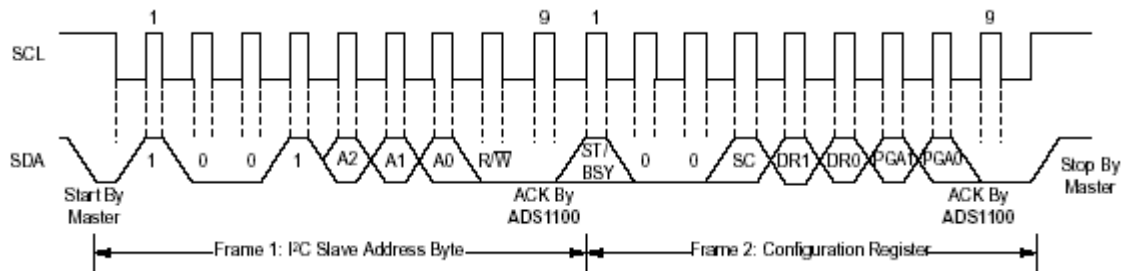 1 9 1 9
SCL
SDA 1 0 0 1 A2 A1 A0 R/W̅ ST/BSY 0 0 SC DR1 DR0 PGA1 PGA0
Start By
Master
ACK By
ADS1100
ACK By
ADS1100
Stop By
Master
Frame 1: I²C Slave Address Byte
Frame 2: Configuration Register